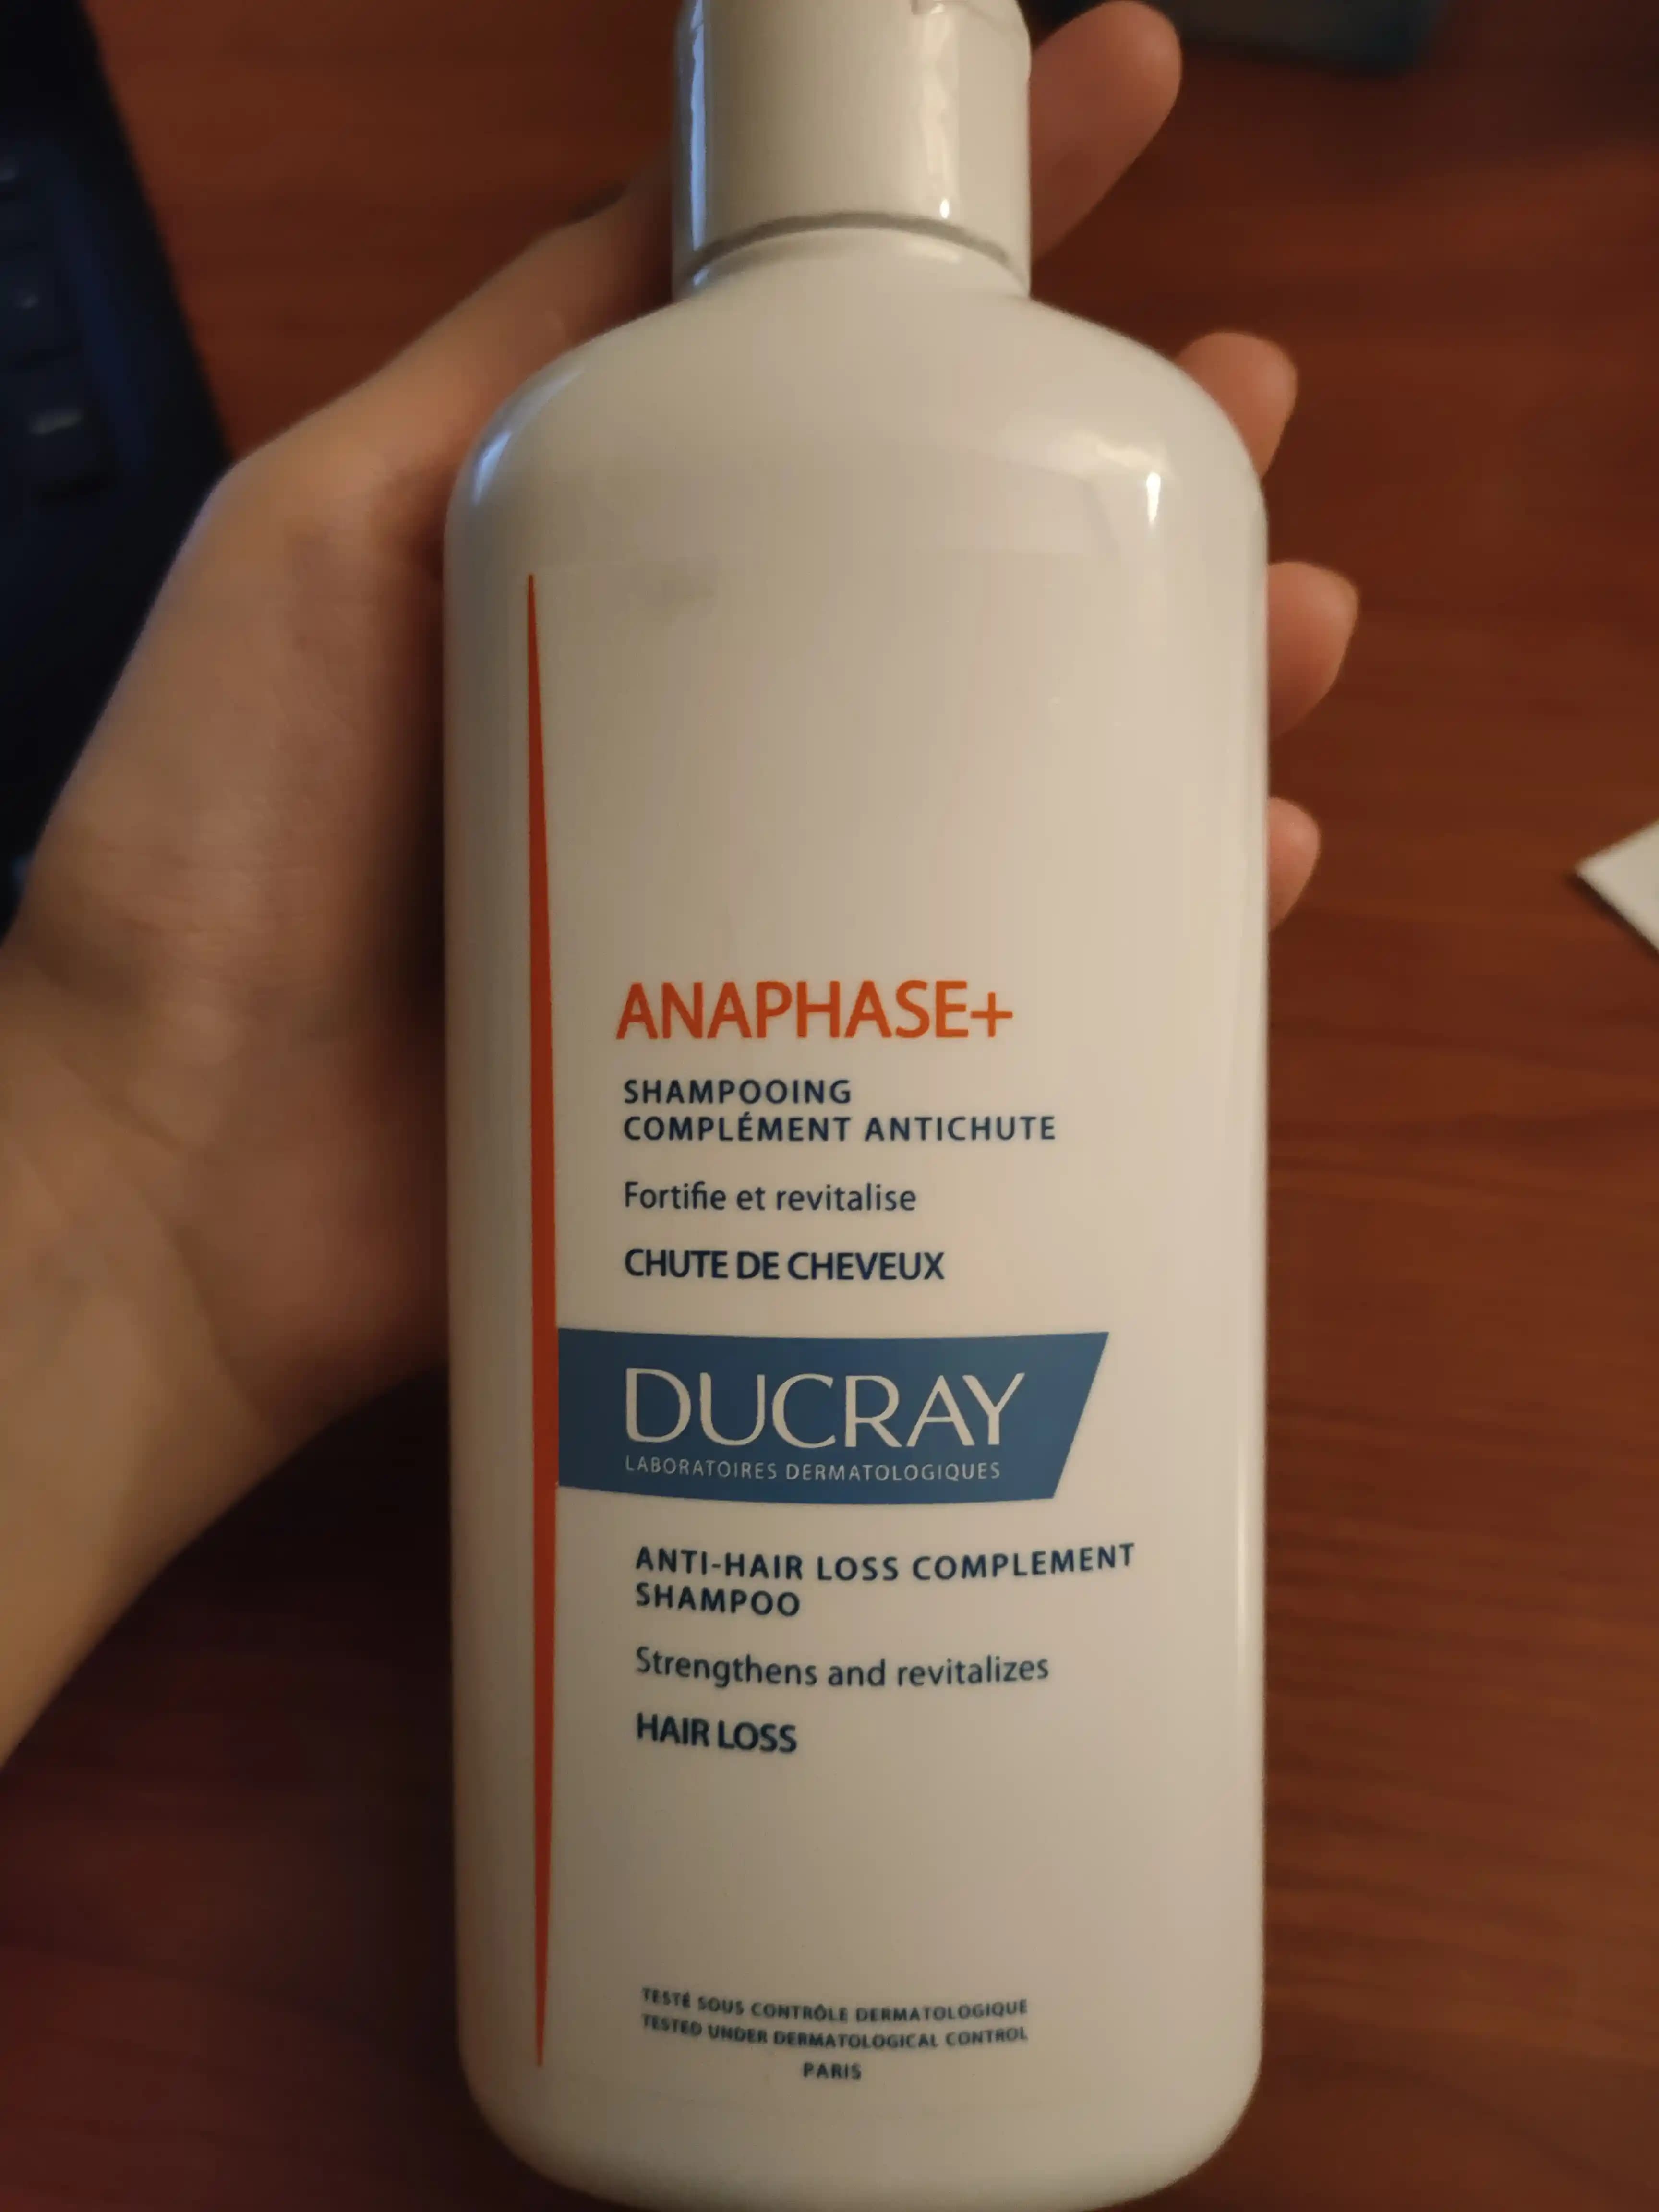 ANAPHASE+
SHAMPOOING
COMPLÉMENT ANTICHUTE
Fortifie et revitalise
CHUTE DE CHEVEUX
DUCRAY
LABORATOIRES DERMATOLOGIQUES
ANTI-HAIR LOSS COMPLEMENT
SHAMPOO
Strengthens and revitalizes
HAIR LOSS
TESTÉ SOUS CONTRÔLE DERMATOLOGIQUE
TESTED UNDER DERMATOLOGICAL CONTROL
PARIS